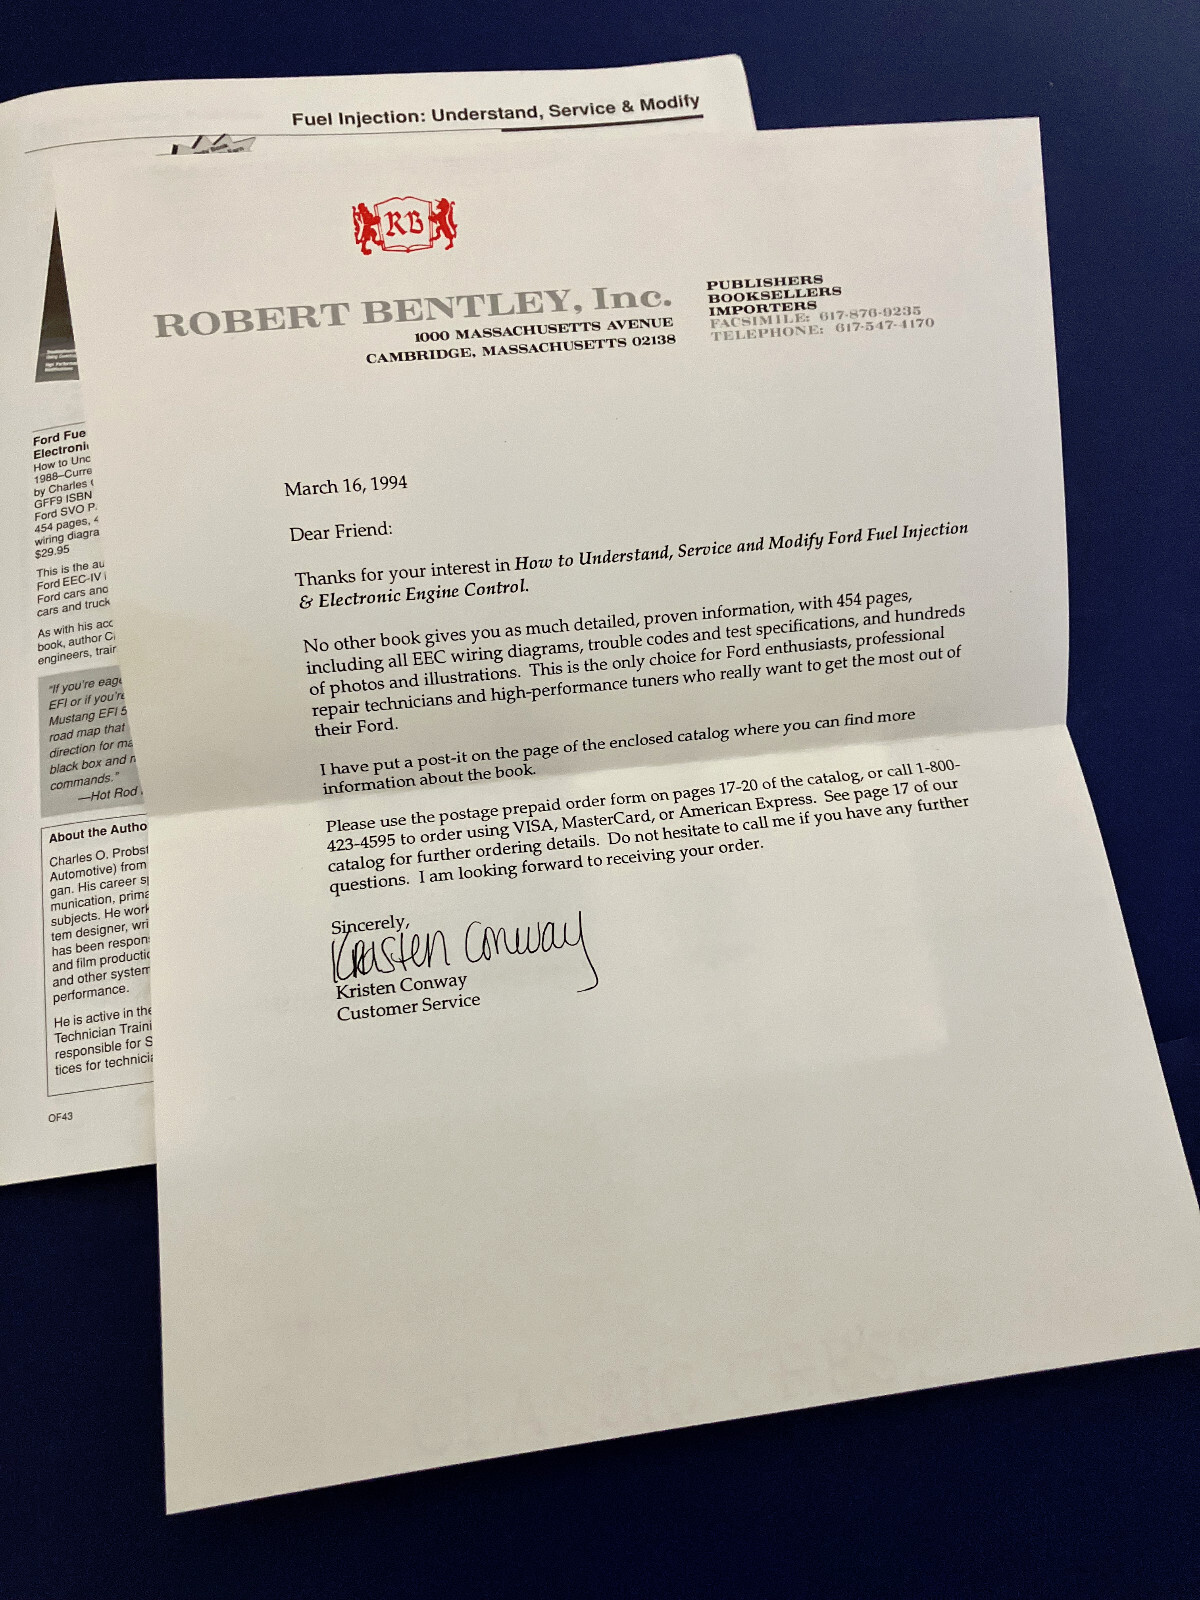 Fuel Injection: Understand, Service & Modify
RB
ROBERT BENTLEY, Inc.
1000 MASSACHUSETTS AVENUE
CAMBRIDGE, MASSACHUSETTS 02138
PUBLISHERS
BOOKSELLERS
IMPORTERS
FACSIMILE: 617-876-9235
TELEPHONE: 617-547-4170
March 16, 1994
Dear Friend:
Thanks for your interest in How to Understand, Service and Modify Ford Fuel Injection
& Electronic Engine Control.
No other book gives you as much detailed, proven information, with 454 pages,
including all EEC wiring diagrams, trouble codes and test specifications, and hundreds
of photos and illustrations. This is the only choice for Ford enthusiasts, professional
repair technicians and high-performance tuners who really want to get the most out of
their Ford.
I have put a post-it on the page of the enclosed catalog where you can find more
information about the book.
Please use the postage prepaid order form on pages 17-20 of the catalog, or call 1-800-
423-4595 to order using VISA, MasterCard, or American Express. See page 17 of our
catalog for further ordering details. Do not hesitate to call me if you have any further
questions. I am looking forward to receiving your order.
Sincerely,
Kristen Conway
Kristen Conway
Customer Service
Ford Fue
Electroni
How to Unc
1988–Curre
by Charles
GFF9 ISBN
Ford SVO P
454 pages, 4
wiring diagra
$29.95
This is the au
Ford EEC-IV
Ford cars and
cars and truck
As with his acc
book, author C
engineers, train
"If you're eage
EFI or if you're
Mustang EFI 5
road map that
direction for ma
black box and
commands."
—Hot Rod
About the Autho
Charles O. Probst
Automotive) from
gan. His career sp
munication, prima
subjects. He work
tem designer, wri
has been respon
and film productio
and other system
performance.
He is active in the
Technician Traini
responsible for S
tices for technicia
OF43